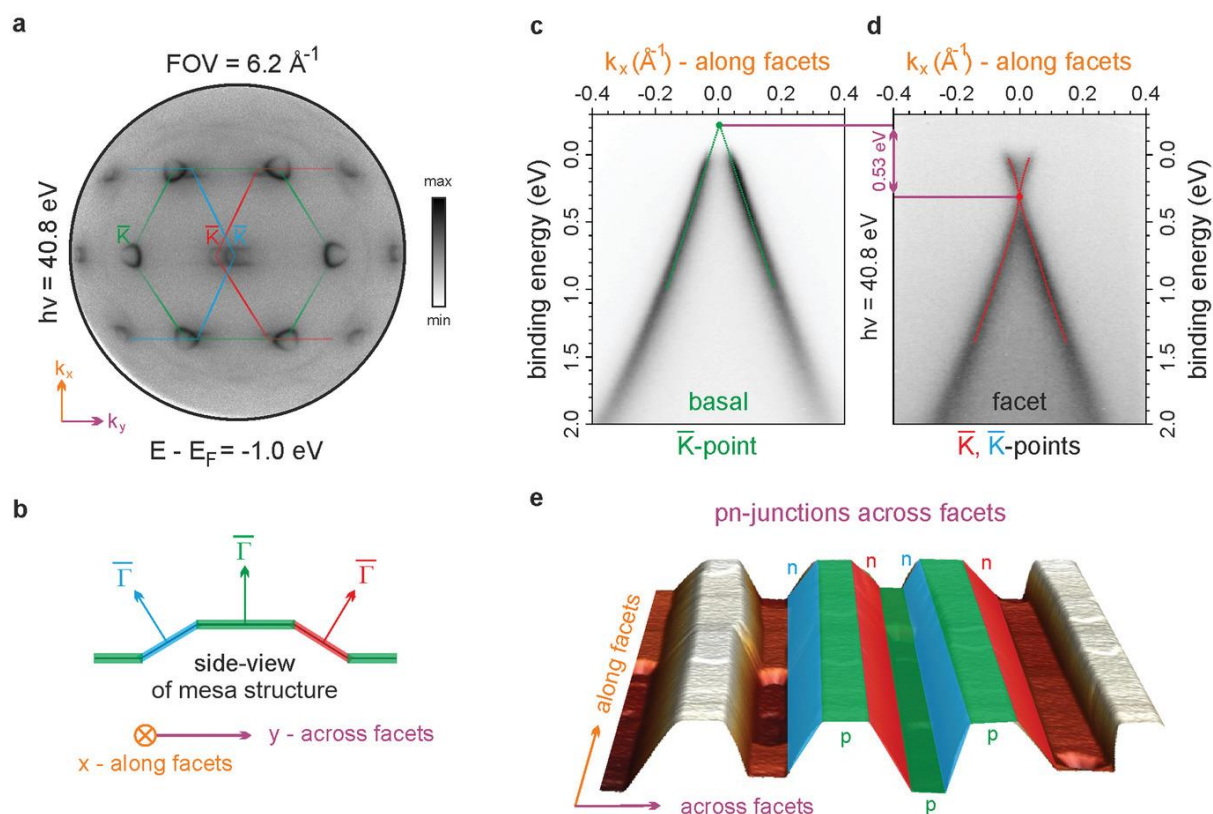 a
FOV = 6.2 Å⁻¹
hν = 40.8 eV
K̅
K̅
K̅
max
min
kₓ
k_y
E - E_F = -1.0 eV
b
Γ̅
Γ̅
Γ̅
side-view
of mesa structure
y - across facets
x - along facets
c
kₓ (Å⁻¹) - along facets
-0.4 -0.2 0.0 0.2 0.4
binding energy (eV)
0.0
0.5
1.0
1.5
2.0
basal
K̅-point
d
kₓ (Å⁻¹) - along facets
-0.4 -0.2 0.0 0.2 0.4
0.53 eV
hν = 40.8 eV
binding energy (eV)
0.0
0.5
1.0
1.5
2.0
facet
K̅, K̅-points
e
pn-junctions across facets
n n n n
along facets
p p
p
across facets